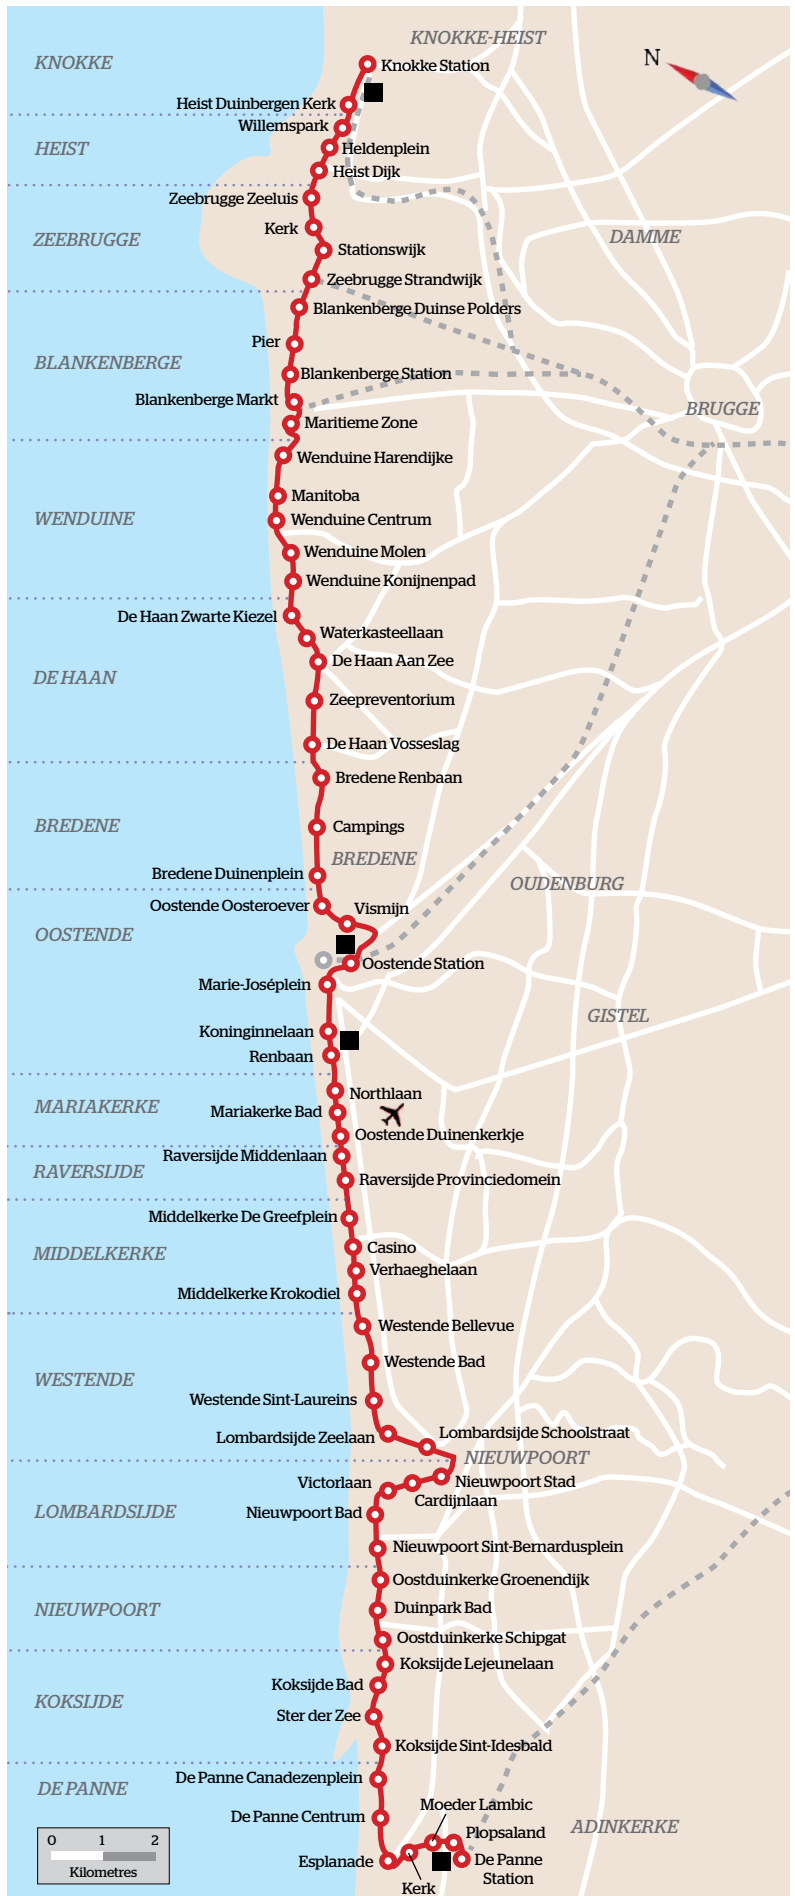 KNOKKE-HEIST
N
KNOKKE
Knokke Station
Heist Duinbergen Kerk
Willemspark
HEIST
Heldenplein
Heist Dijk
Zeebrugge Zeeluis
Kerk
ZEEBRUGGE
DAMME
Stationswijk
Zeebrugge Strandwijk
Blankenberge Duinse Polders
Pier
BLANKENBERGE
Blankenberge Station
Blankenberge Markt
BRUGGE
Maritieme Zone
Wenduine Harendijke
Manitoba
WENDUINE
Wenduine Centrum
Wenduine Molen
Wenduine Konijnenpad
De Haan Zwarte Kiezel
Waterkasteellaan
De Haan Aan Zee
DE HAAN
Zeepreventorium
De Haan Vosseslag
Bredene Renbaan
BREDENE
Campings
BREDENE
Bredene Duinenplein
OUDENBURG
Oostende Oosteroever
Vismijn
OOSTENDE
Oostende Station
Marie-Joséplein
GISTEL
Koninginnelaan
Renbaan
Northlaan
MARIAKERKE
Mariakerke Bad
Oostende Duinenkerkje
Raversijde Middenlaan
RAVERSIJDE
Raversijde Provinciedomein
Middelkerke De Greefplein
MIDDELKERKE
Casino
Verhaeghelaan
Middelkerke Krokodiel
Westende Bellevue
Westende Bad
WESTENDE
Westende Sint-Laureins
Lombardsijde Zeelaan
Lombardsijde Schoolstraat
NIEUWPOORT
Victorlaan
Nieuwpoort Stad
Cardijnlaan
LOMBARDSIJDE
Nieuwpoort Bad
Nieuwpoort Sint-Bernardusplein
Oostduinkerke Groenendijk
NIEUWPOORT
Duinpark Bad
Oostduinkerke Schipgat
Koksijde Lejeunelaan
Koksijde Bad
KOKSIJDE
Ster der Zee
Koksijde Sint-Idesbald
De Panne Canadezenplein
DE PANNE
Moeder Lambic
De Panne Centrum
ADINKERKE
Plopsaland
0 1 2
Kilometres
Esplanade
De Panne
Station
Kerk